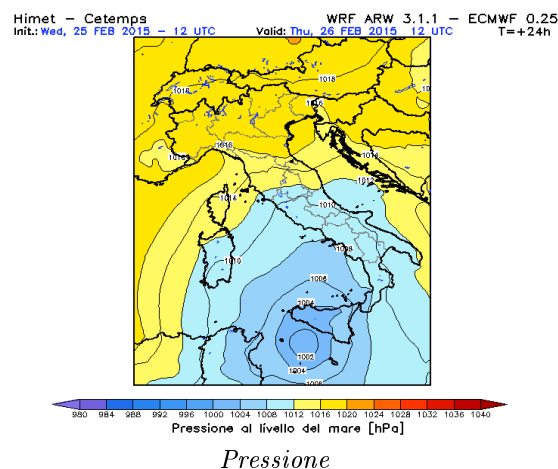 Himet – Cetemps WRF ARW 3.1.1 – ECMWF 0.25
Init.: Wed, 25 FEB 2015 – 12 UTC Valid: Thu, 26 FEB 2015 12 UTC T=+24h
1018 1018
1016
1016 1016 1014
1012
1014 1010
1008
1010
1006
1004
1002
1004
980 984 988 992 996 1000 1004 1008 1012 1016 1020 1024 1028 1032 1036 1040
Pressione al livello del mare [hPa]
Pressione